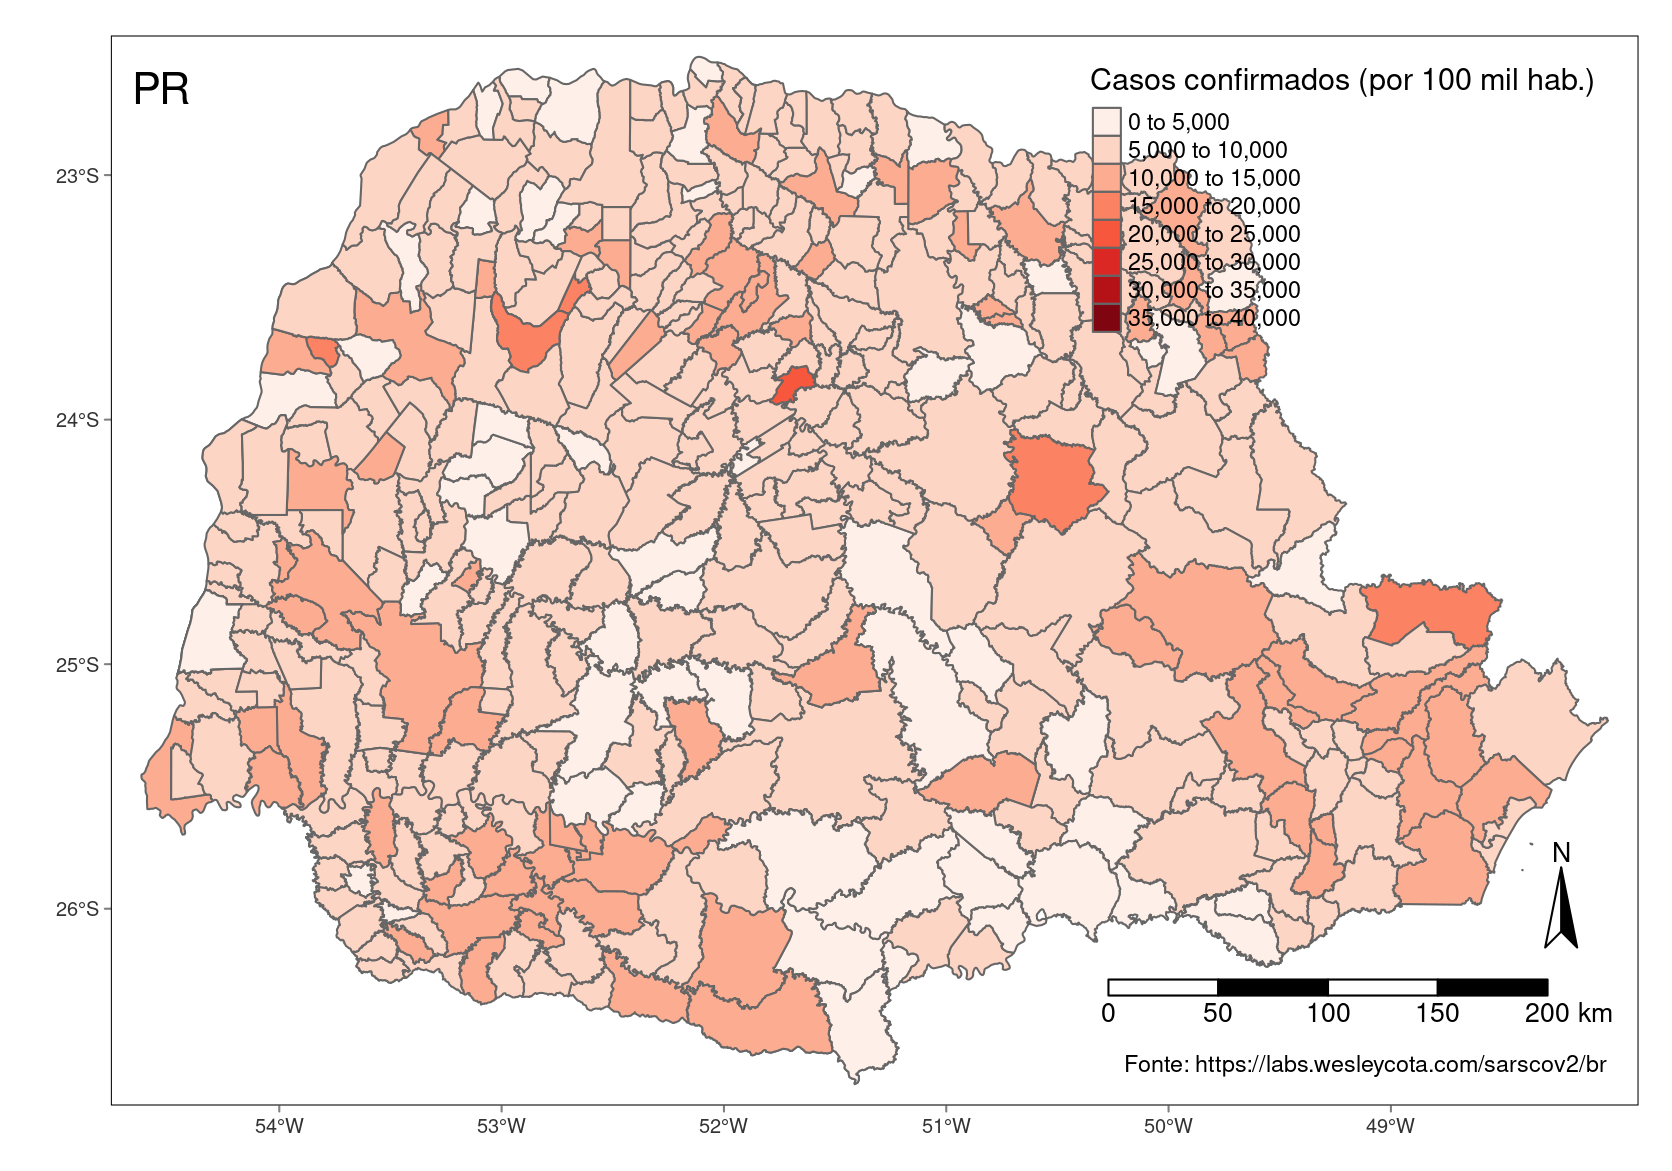 PR
Casos confirmados (por 100 mil hab.)
0 to 5,000
5,000 to 10,000
10,000 to 15,000
15,000 to 20,000
20,000 to 25,000
25,000 to 30,000
30,000 to 35,000
35,000 to 40,000
23°S
24°S
25°S
26°S
N
0 50 100 150 200 km
Fonte: https://labs.wesleycota.com/sarscov2/br
54°W 53°W 52°W 51°W 50°W 49°W